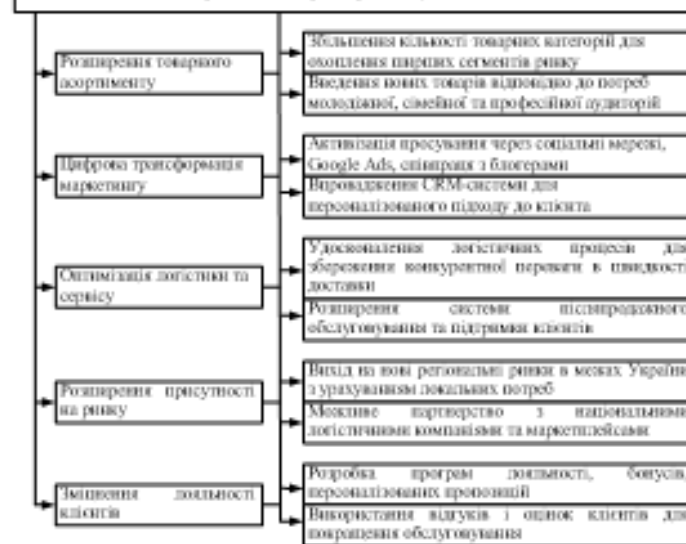 Розширення товарного
асортименту
Збільшення кількості товарних категорій для
охоплення ширших сегментів ринку
Введення нових товарів відповідно до потреб
молодіжної, сімейної та професійної аудиторій
Цифрова трансформація
маркетингу
Активізація просування через соціальні мережі,
Google Ads, співпраця з блогерами
Впровадження CRM-системи для
персоналізованого підходу до клієнта
Оптимізація логістики та
сервісу
Удосконалення логістичних процесів для
збереження конкурентної переваги в швидкості
доставки
Розширення системи післяпродажного
обслуговування та підтримки клієнтів
Розширення присутності
на ринку
Вихід на нові регіональні ринки в межах України
з урахуванням локальних потреб
Можливе партнерство з національними
логістичними компаніями та маркетплейсами
Зміцнення лояльності
клієнтів
Розробка програм лояльності, бонусів,
персоналізованих пропозицій
Використання відгуків і оцінок клієнтів для
покращення обслуговування